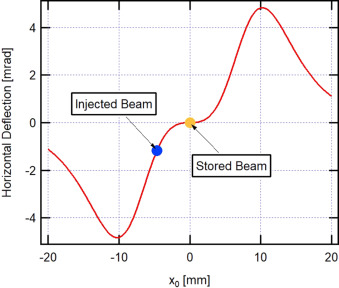 Horizontal Deflection [mrad]
4
2
0
-2
-4
Injected Beam
Stored Beam
-20
-10
0
10
20
x₀ [mm]